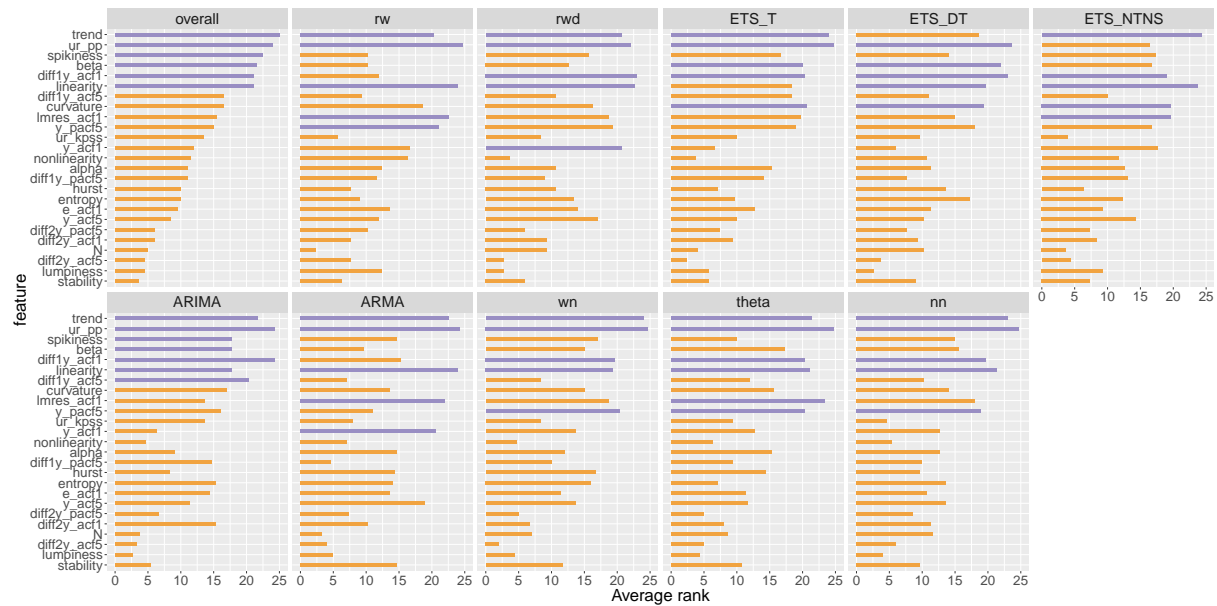 overall rw rwd ETS_T ETS_DT ETS_NTNS
trend
ur_pp
spikiness
beta
diff1y_acf1
linearity
diff1y_acf5
curvature
lmres_acf1
y_pacf5
ur_kpss
y_acf1
nonlinearity
alpha
diff1y_pacf5
hurst
entropy
e_acf1
y_acf5
diff2y_pacf5
diff2y_acf1
N
diff2y_acf5
lumpiness
stability
0 5 10 15 20 25
feature
ARIMA ARMA wn theta nn
trend
ur_pp
spikiness
beta
diff1y_acf1
linearity
diff1y_acf5
curvature
lmres_acf1
y_pacf5
ur_kpss
y_acf1
nonlinearity
alpha
diff1y_pacf5
hurst
entropy
e_acf1
y_acf5
diff2y_pacf5
diff2y_acf1
N
diff2y_acf5
lumpiness
stability
0 5 10 15 20 25 0 5 10 15 20 25 0 5 10 15 20 25 0 5 10 15 20 25 0 5 10 15 20 25
Average rank